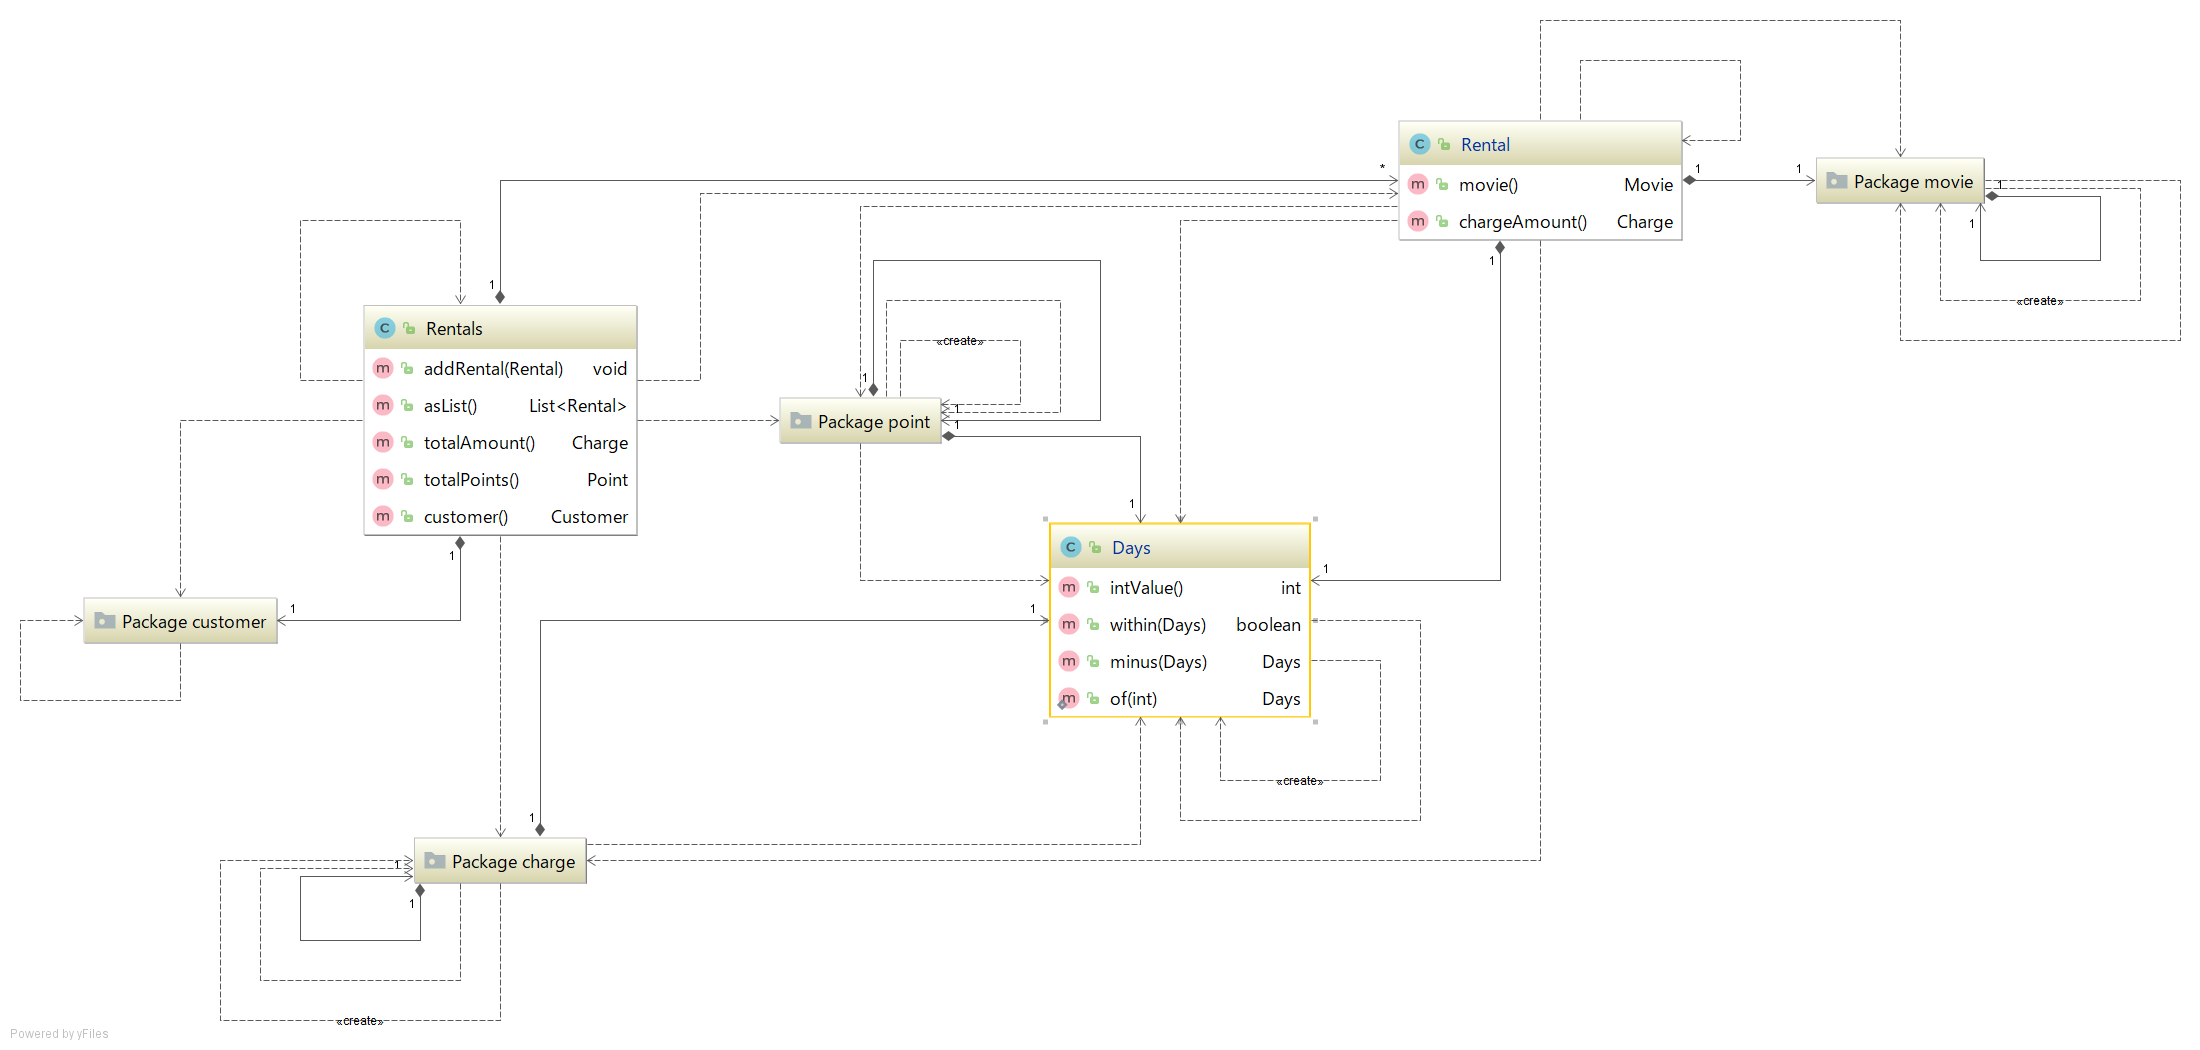 *
C Rental
1
1
m movie() Movie
Package movie
1
m chargeAmount() Charge
1
1
«create»
1
C Rentals
«create»
m addRental(Rental) void
1
m asList() List<Rental>
1
Package point
1
m totalAmount() Charge
m totalPoints() Point
1
m customer() Customer
1
C Days
1
m intValue() int
1
1
Package customer
m within(Days) boolean
m minus(Days) Days
m of(int) Days
«create»
1
Package charge
1
1
«create»
Powered by yFiles